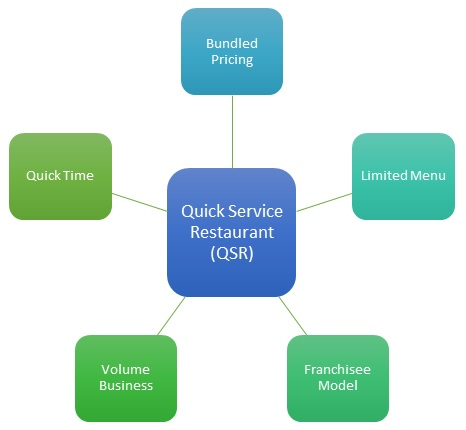 Bundled
Pricing
Quick Time
Limited Menu
Quick Service
Restaurant
(QSR)
Volume
Business
Franchisee
Model